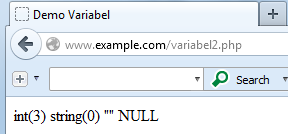 Demo Variabel
www.example.com/variabel2.php
Search
int(3) string(0) "" NULL